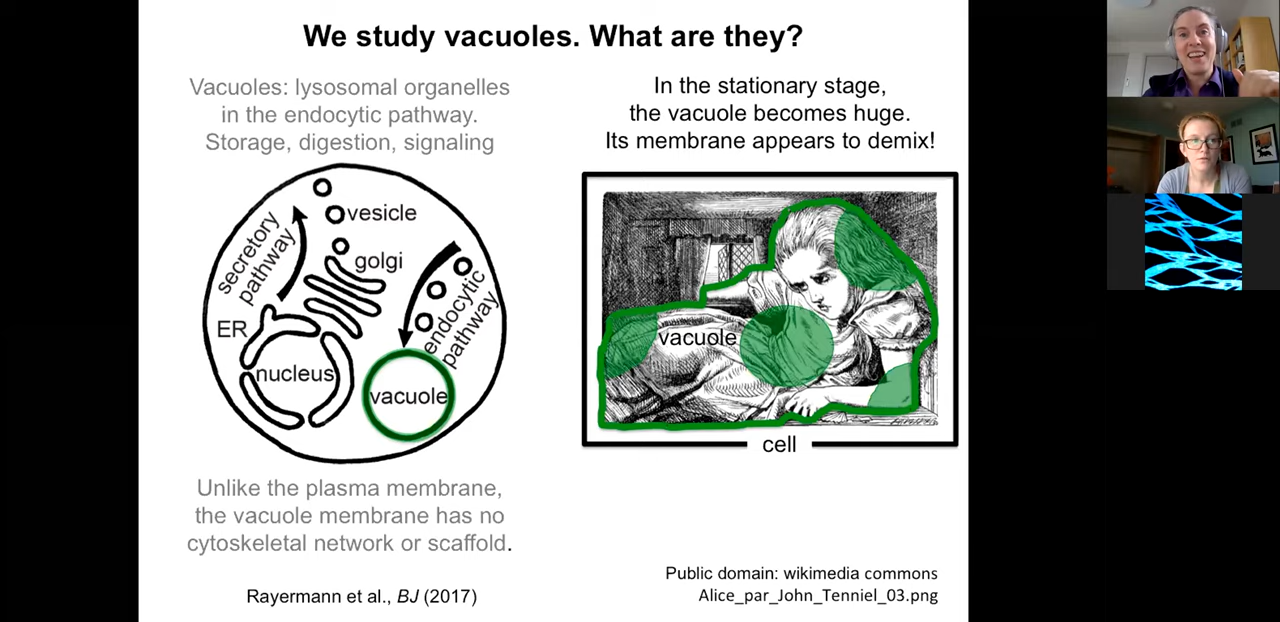 We study vacuoles. What are they?
Vacuoles: lysosomal organelles
in the endocytic pathway.
Storage, digestion, signaling
vesicle
secretory
pathway
golgi
endocytic
pathway
ER
nucleus
vacuole
Unlike the plasma membrane,
the vacuole membrane has no
cytoskeletal network or scaffold.
Rayermann et al., BJ (2017)
In the stationary stage,
the vacuole becomes huge.
Its membrane appears to demix!
vacuole
cell
Public domain: wikimedia commons
Alice_par_John_Tenniel_03.png